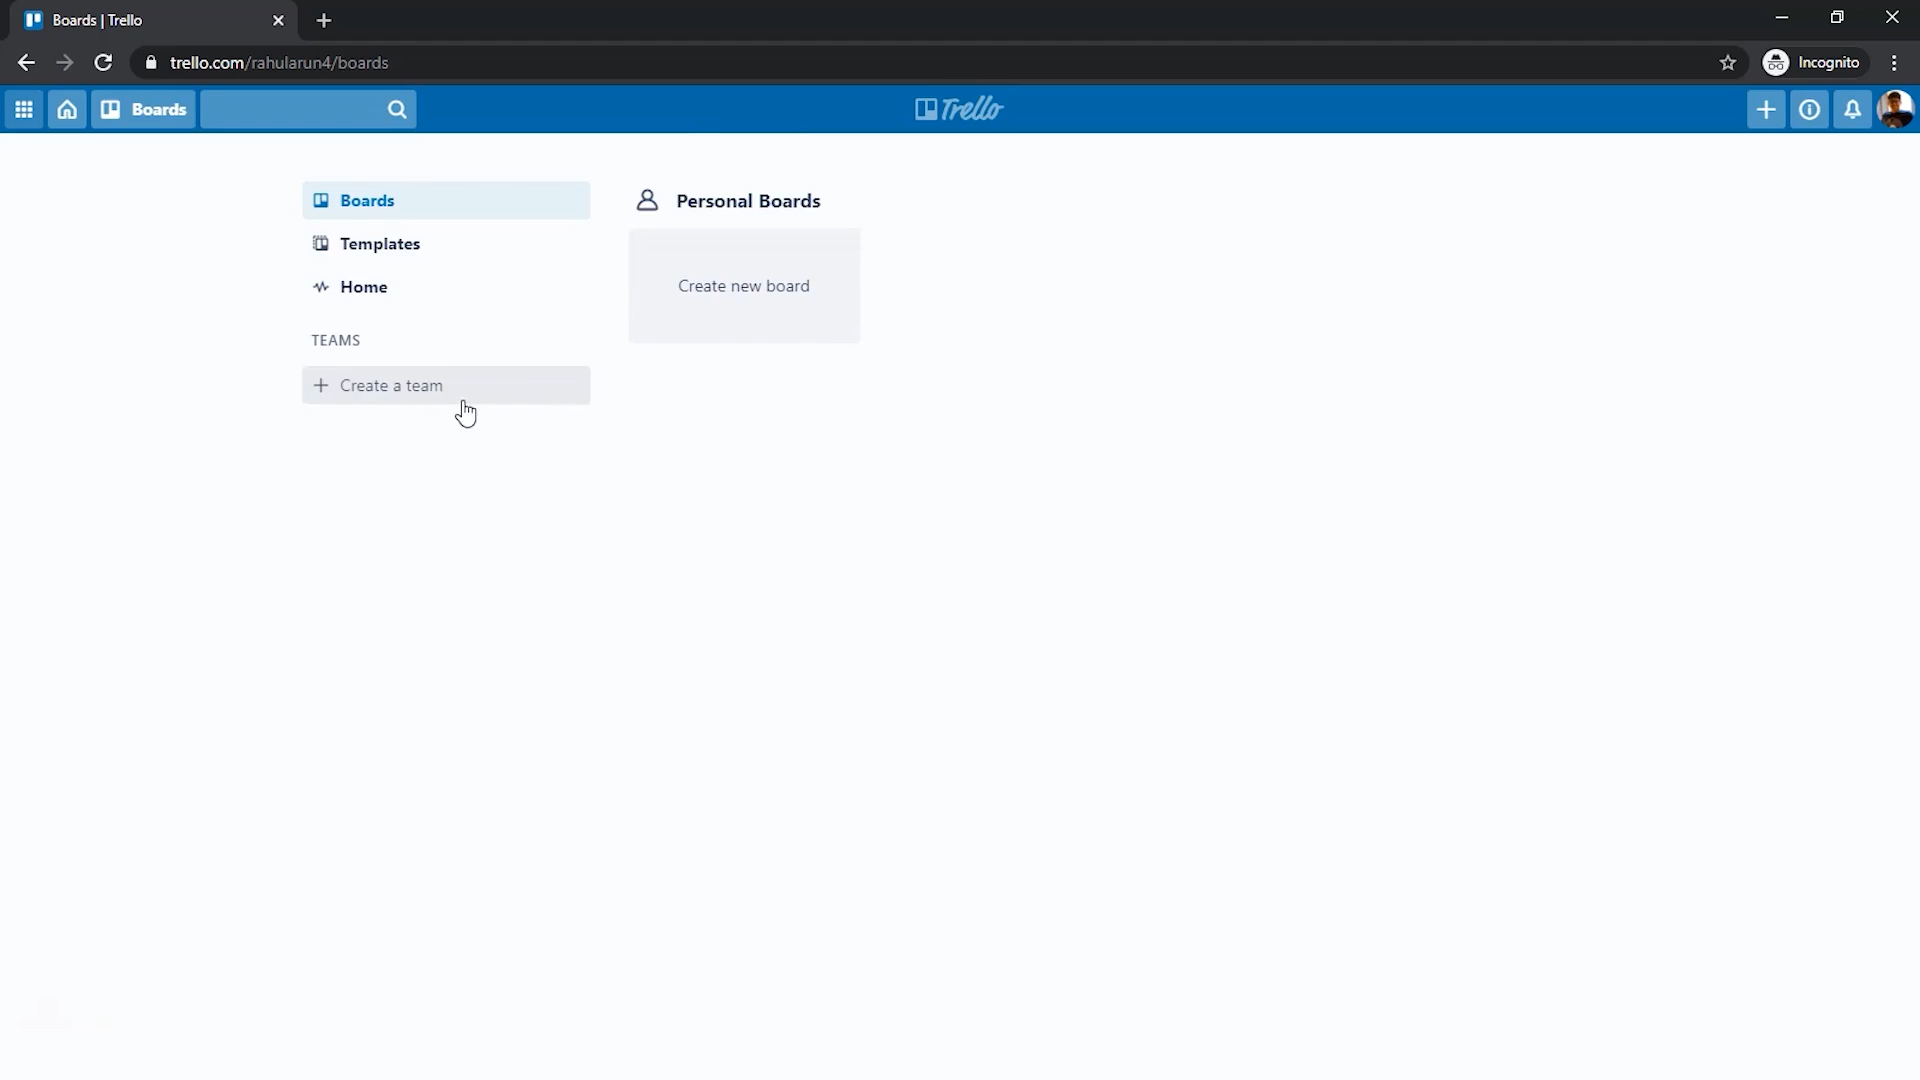 Boards | Trello
trello.com/rahularun4/boards
Incognito
Boards
Trello
Boards
Personal Boards
Templates
Create new board
Home
TEAMS
+ Create a team